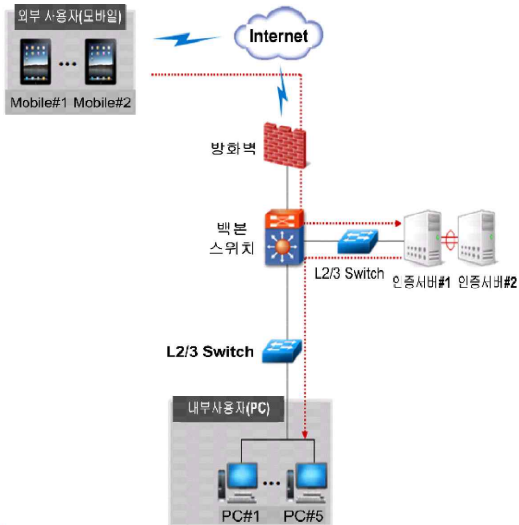 외부 사용자(모바일)
Internet
Mobile#1 Mobile#2
방화벽
백본
스위치
L2/3 Switch
인증서버#1 인증서버#2
L2/3 Switch
내부사용자(PC)
PC#1 PC#5